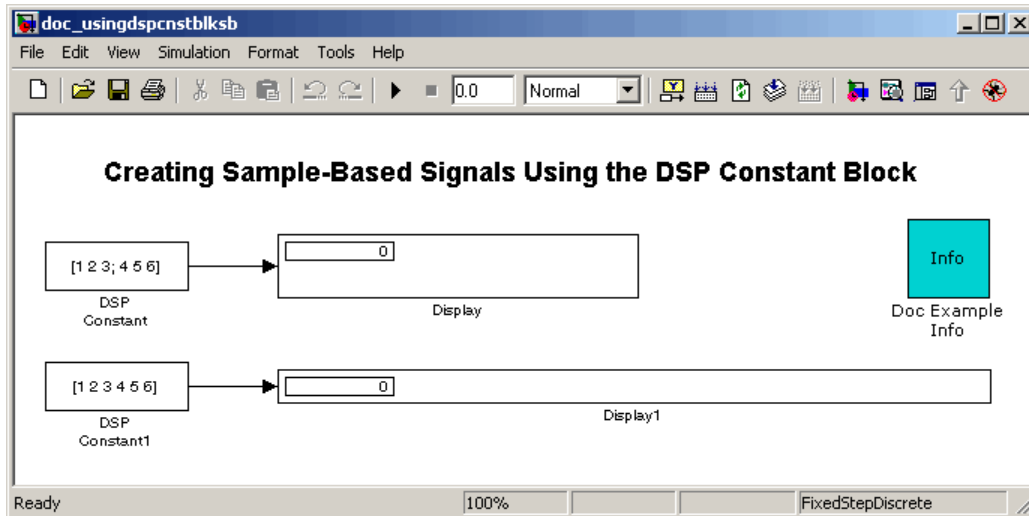 doc_usingdspcnstblksb
File Edit View Simulation Format Tools Help
0.0 Normal
Creating Sample-Based Signals Using the DSP Constant Block
[1 2 3; 4 5 6]
0
Info
DSP
Constant
Display
Doc Example
Info
[1 2 3 4 5 6]
0
DSP
Constant1
Display1
Ready 100% FixedStepDiscrete